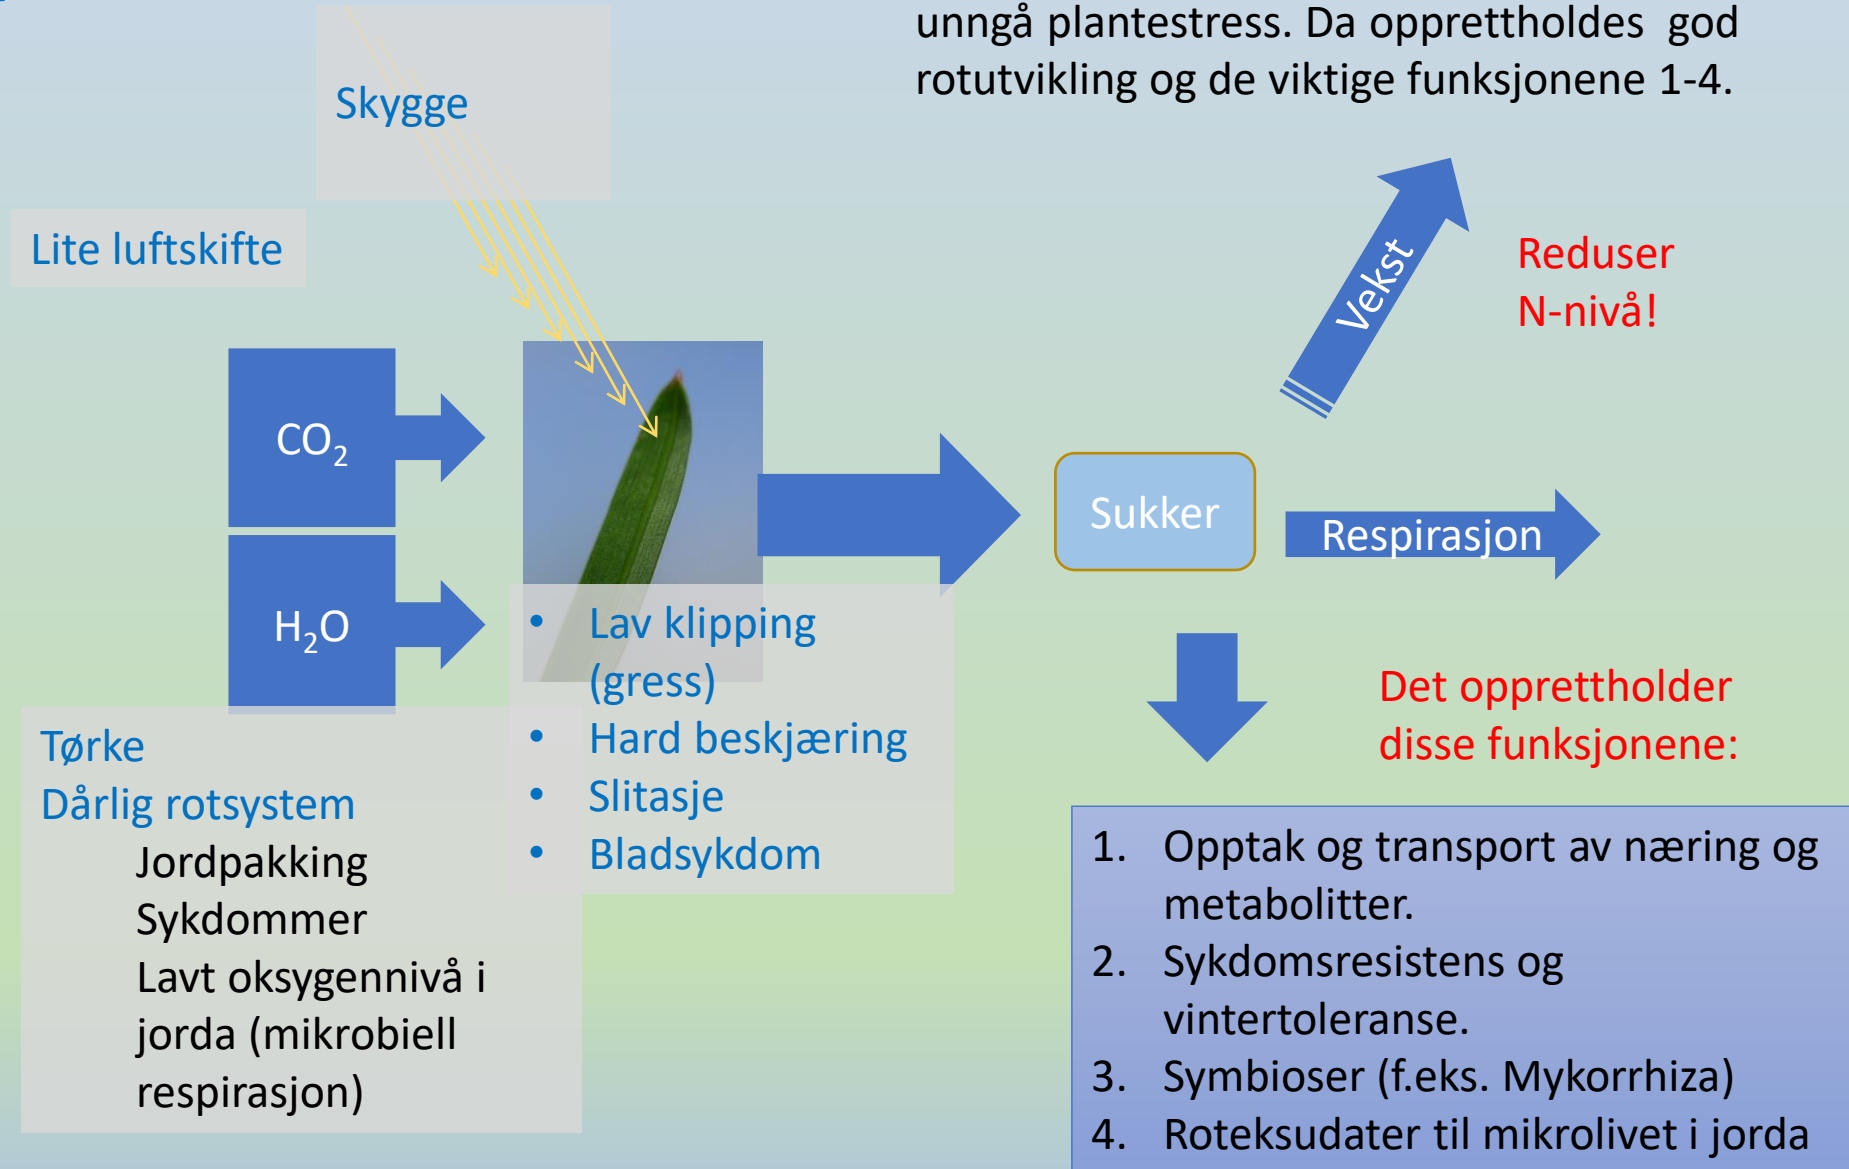 unngå plantestress. Da opprettholdes god
rotutvikling og de viktige funksjonene 1-4.
Skygge
Lite luftskifte
Vekst
Reduser
N-nivå!
CO₂
Sukker
Respirasjon
H₂O
• Lav klipping
(gress)
• Hard beskjæring
• Slitasje
• Bladsykdom
Tørke
Dårlig rotsystem
Jordpakking
Sykdommer
Lavt oksygennivå i
jorda (mikrobiell
respirasjon)
Det opprettholder
disse funksjonene:
1. Opptak og transport av næring og
metabolitter.
2. Sykdomsresistens og
vintertoleranse.
3. Symbioser (f.eks. Mykorrhiza)
4. Roteksudater til mikrolivet i jorda